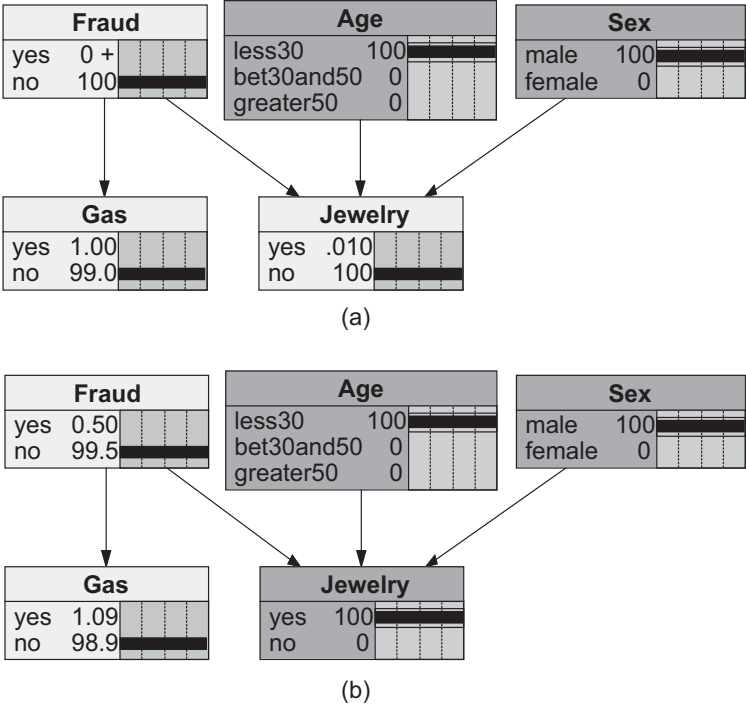 Fraud
yes 0 +
no 100
Age
less30 100
bet30and50 0
greater50 0
Sex
male 100
female 0
Gas
yes 1.00
no 99.0
Jewelry
yes .010
no 100
(a)
Fraud
yes 0.50
no 99.5
Age
less30 100
bet30and50 0
greater50 0
Sex
male 100
female 0
Gas
yes 1.09
no 98.9
Jewelry
yes 100
no 0
(b)